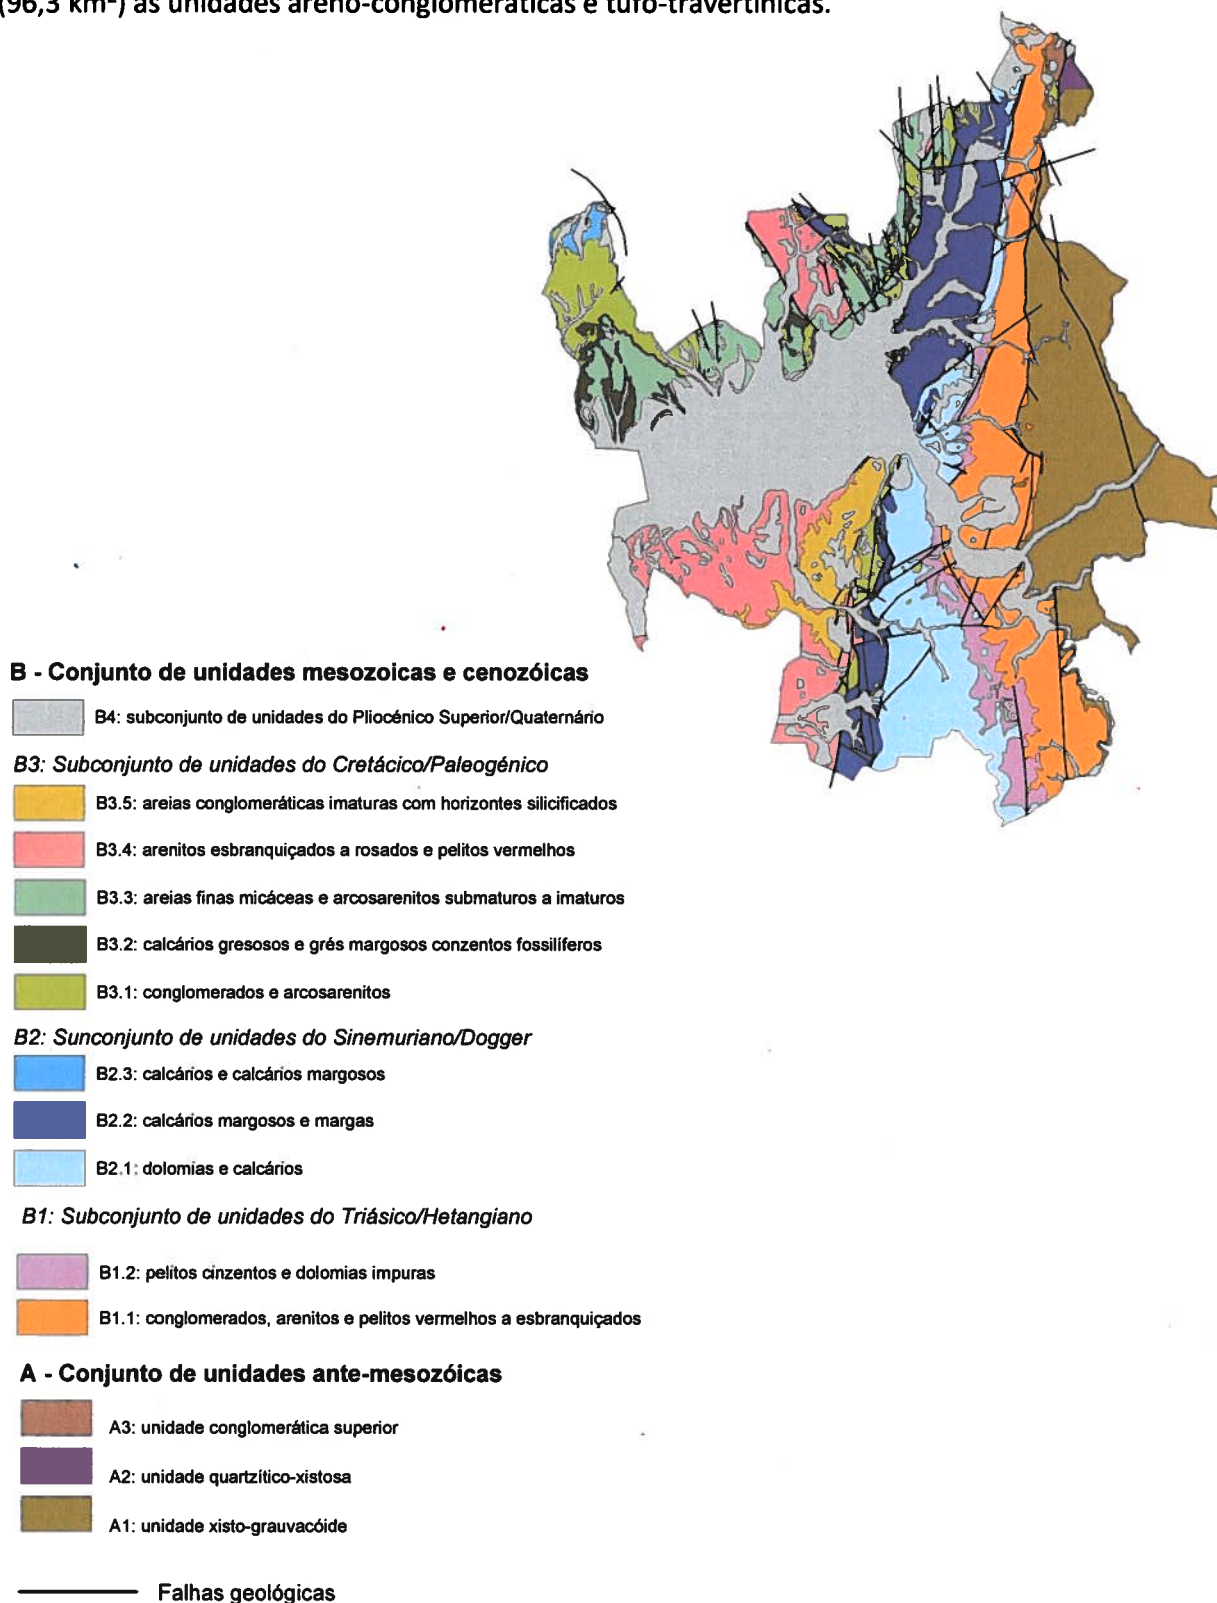 (96,3 km²) as unidades areno-conglomeráticas e tufo-travertínicas.
B - Conjunto de unidades mesozoicas e cenozóicas
B4: subconjunto de unidades do Pliocénico Superior/Quaternário
B3: Subconjunto de unidades do Cretácico/Paleogénico
B3.5: areias conglomeráticas imaturas com horizontes silicificados
B3.4: arenitos esbranquiçados a rosados e pelitos vermelhos
B3.3: areias finas micáceas e arcosarenitos submaturos a imaturos
B3.2: calcários gresosos e grés margosos conzentos fossilíferos
B3.1: conglomerados e arcosarenitos
B2: Sunconjunto de unidades do Sinemuriano/Dogger
B2.3: calcários e calcários margosos
B2.2: calcários margosos e margas
B2.1: dolomias e calcários
B1: Subconjunto de unidades do Triásico/Hetangiano
B1.2: pelitos cinzentos e dolomias impuras
B1.1: conglomerados, arenitos e pelitos vermelhos a esbranquiçados
A - Conjunto de unidades ante-mesozóicas
A3: unidade conglomerática superior
A2: unidade quartzítico-xistosa
A1: unidade xisto-grauvacóide
Falhas geológicas